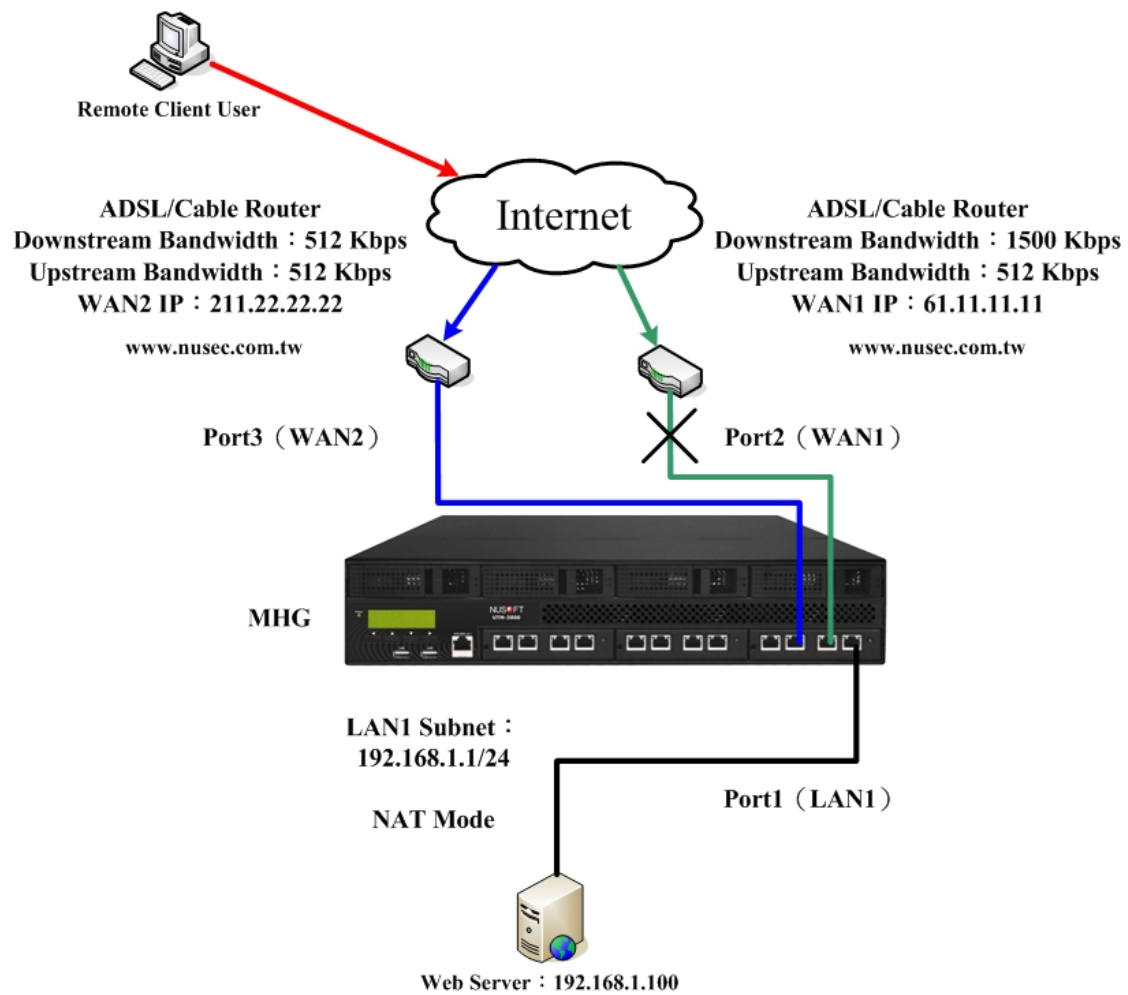 Remote Client User
Internet
ADSL/Cable Router
Downstream Bandwidth：512 Kbps
Upstream Bandwidth：512 Kbps
WAN2 IP：211.22.22.22
www.nusec.com.tw
ADSL/Cable Router
Downstream Bandwidth：1500 Kbps
Upstream Bandwidth：512 Kbps
WAN1 IP：61.11.11.11
www.nusec.com.tw
Port3（WAN2）
Port2（WAN1）
MHG
NUSOFT
LAN1 Subnet：
192.168.1.1/24
NAT Mode
Port1（LAN1）
Web Server：192.168.1.100